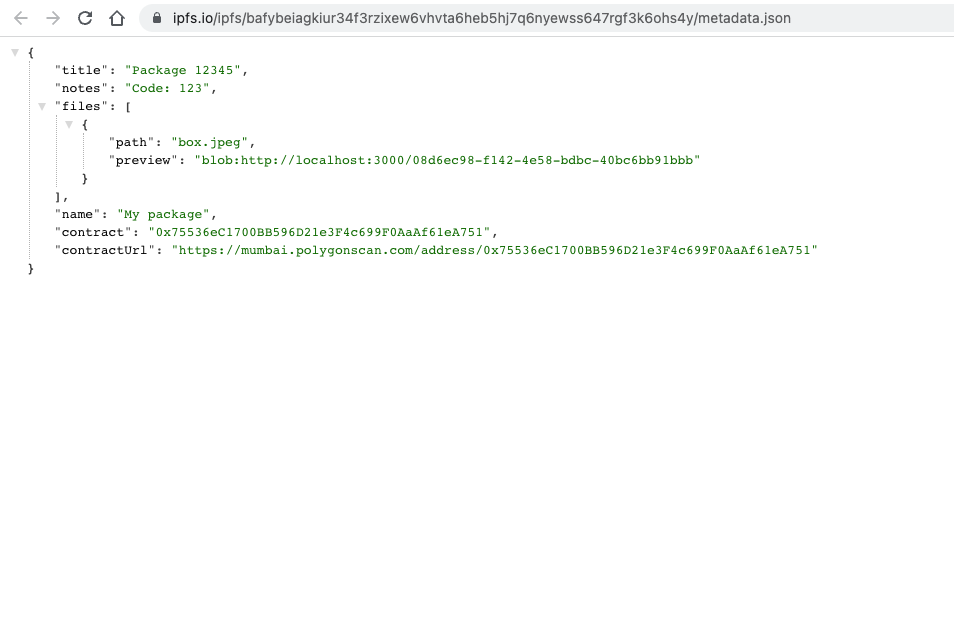 ipfs.io/ipfs/bafybeiagkiur34f3rzixew6vhvta6heb5hj7q6nyewss647rgf3k6ohs4y/metadata.json
{
"title": "Package 12345",
"notes": "Code: 123",
"files": [
{
"path": "box.jpeg",
"preview": "blob:http://localhost:3000/08d6ec98-f142-4e58-bdbc-40bc6bb91bbb"
}
],
"name": "My package",
"contract": "0x75536eC1700BB596D21e3F4c699F0AaAf61eA751",
"contractUrl": "https://mumbai.polygonscan.com/address/0x75536eC1700BB596D21e3F4c699F0AaAf61eA751"
}